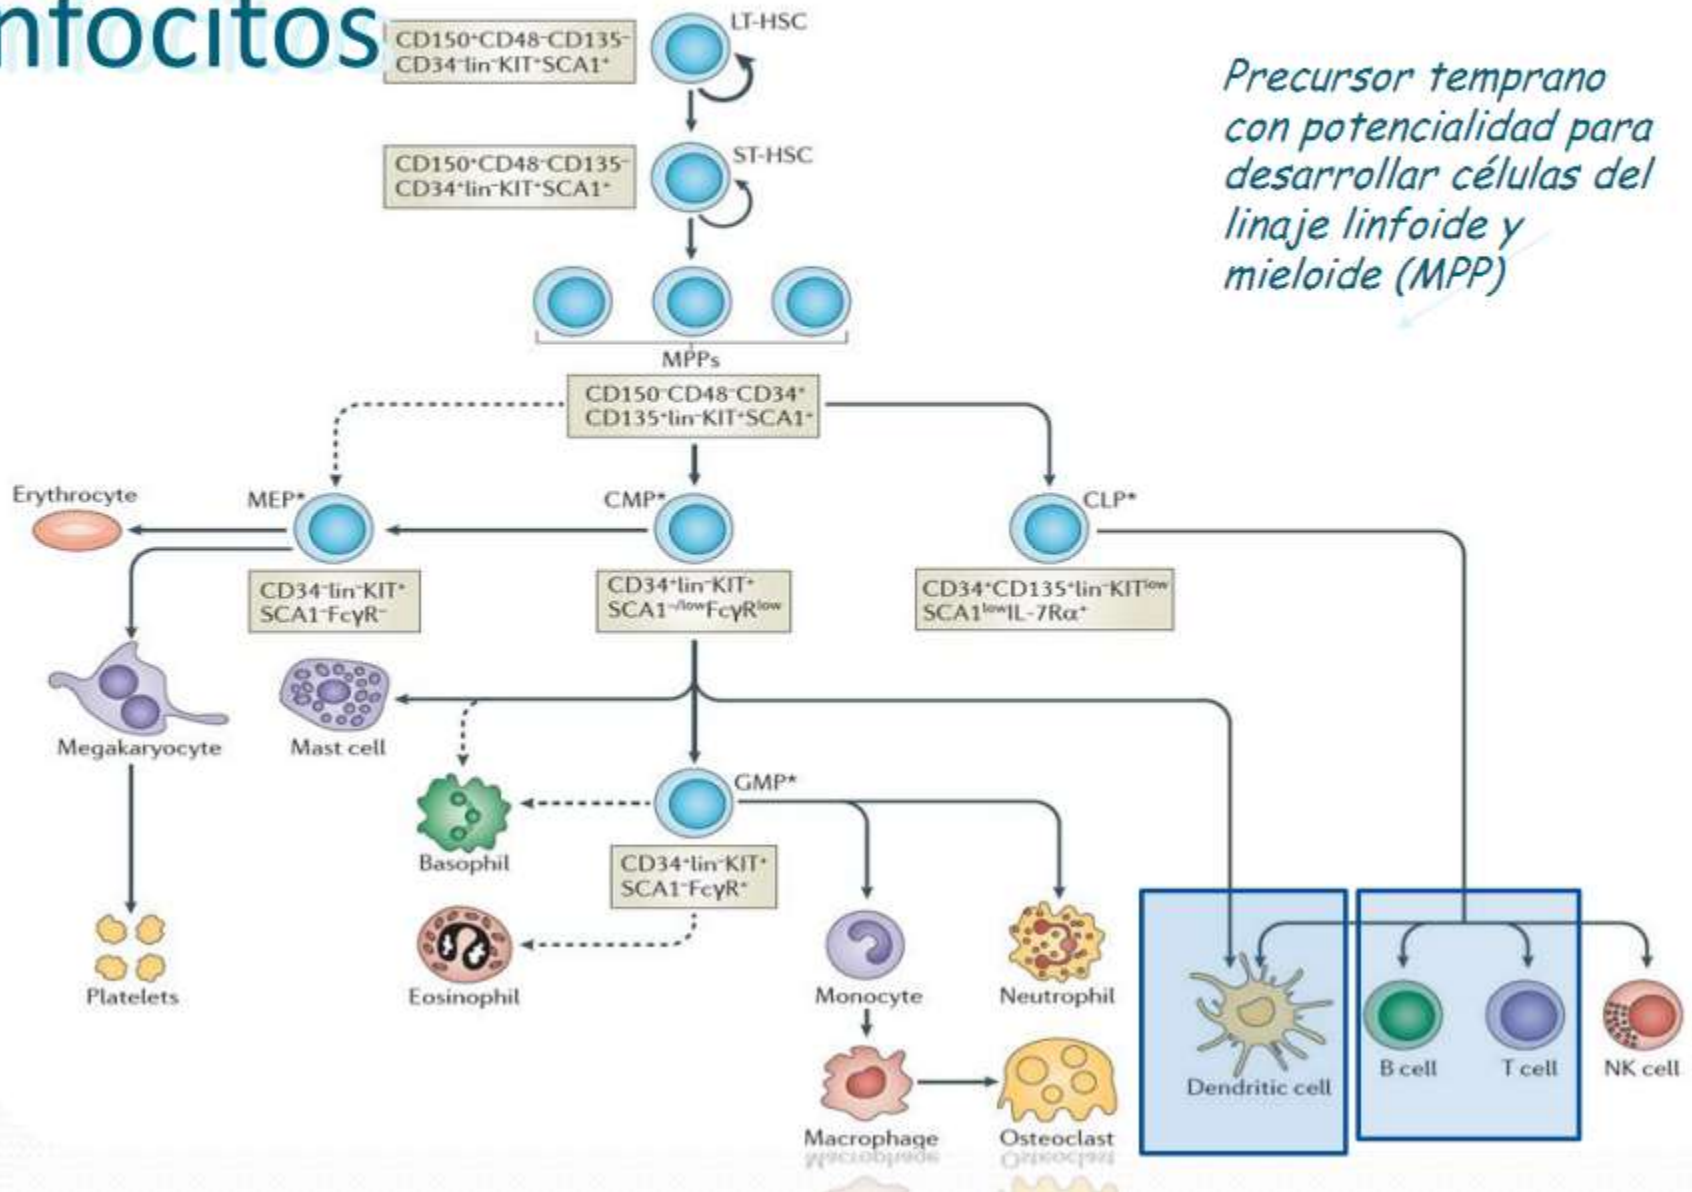 nfocitos
CD150⁺CD48⁻CD135⁻
CD34⁻lin⁻KIT⁺SCA1⁺
LT-HSC
Precursor temprano
con potencialidad para
desarrollar células del
linaje linfoide y
mieloide (MPP)
CD150⁺CD48⁻CD135⁻
CD34⁺lin⁻KIT⁺SCA1⁺
ST-HSC
MPPs
CD150⁻CD48⁻CD34⁺
CD135⁺lin⁻KIT⁺SCA1⁺
Erythrocyte
MEP*
CMP*
CLP*
CD34⁻lin⁻KIT⁺
SCA1⁻FcγR⁻
CD34⁺lin⁻KIT⁺
SCA1⁻/ˡᵒʷFcγRˡᵒʷ
CD34⁺CD135⁺lin⁻KITˡᵒʷ
SCA1ˡᵒʷIL-7Rα⁺
Megakaryocyte
Mast cell
GMP*
Basophil
CD34⁺lin⁻KIT⁺
SCA1⁻FcγR⁺
Platelets
Eosinophil
Monocyte
Neutrophil
Dendritic cell
B cell
T cell
NK cell
Macrophage
Osteoclast